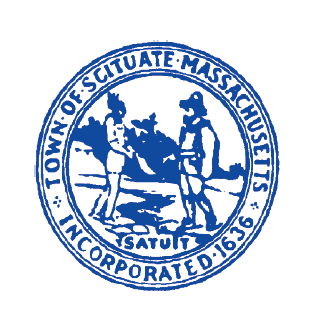 TOWN·OF·SCITUATE·MASSACHUSETTS
INCORPORATED·1636
SATUIT